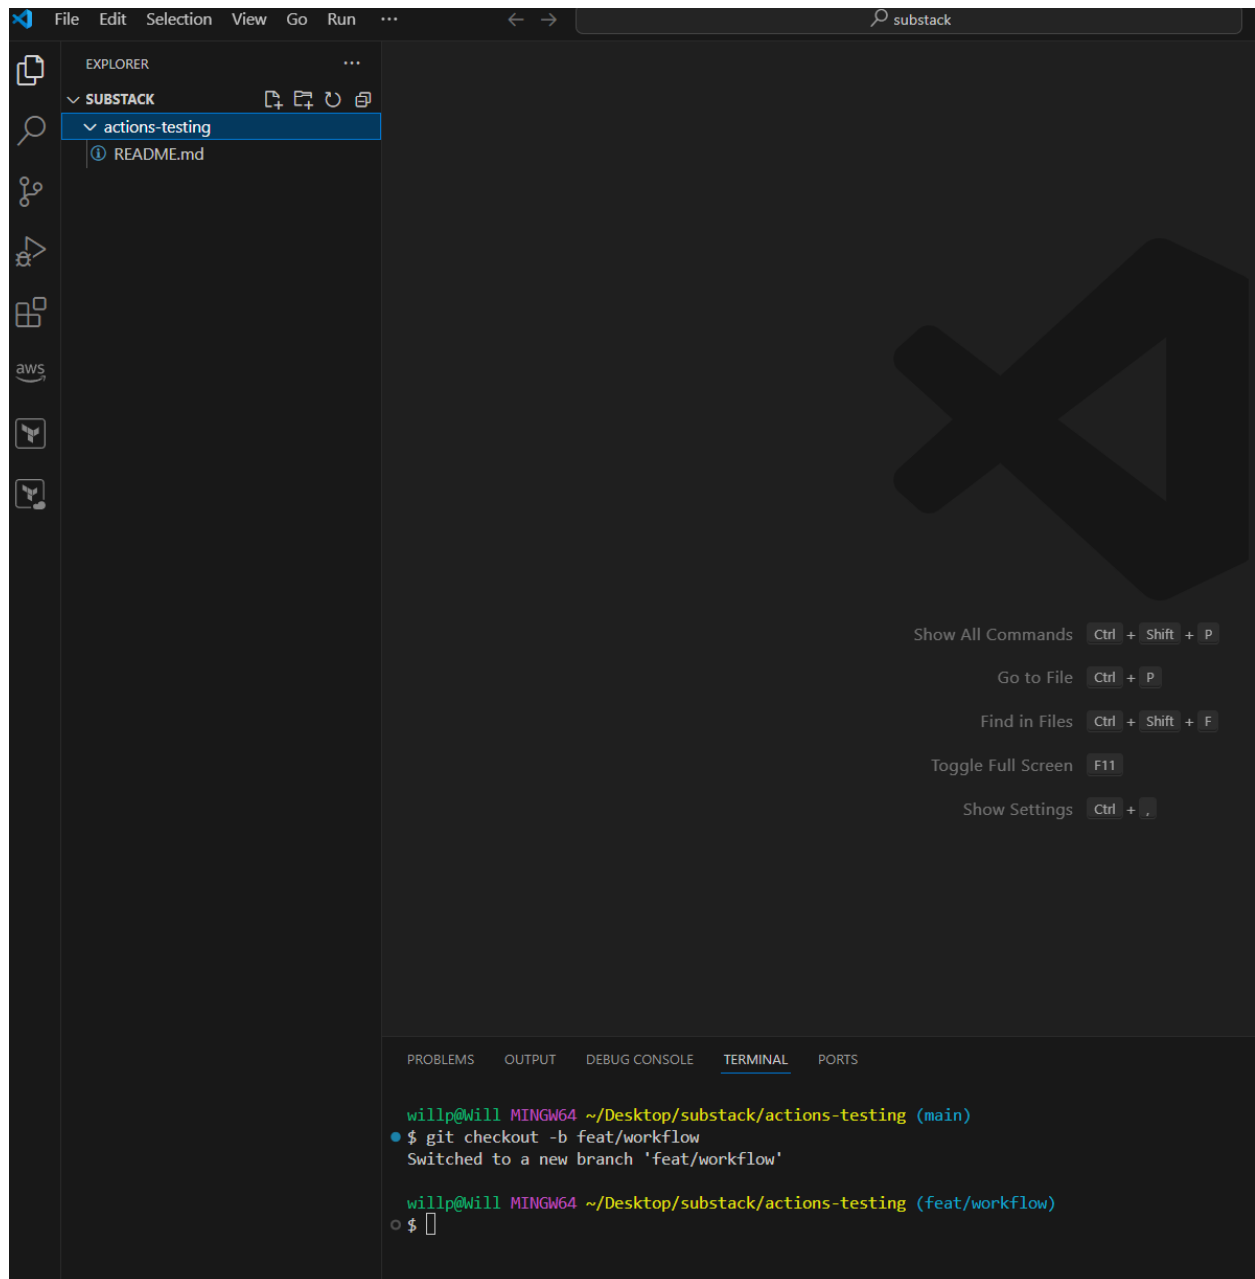 File Edit Selection View Go Run ...
substack
EXPLORER ...
SUBSTACK
actions-testing
README.md
aws
Show All Commands Ctrl + Shift + P
Go to File Ctrl + P
Find in Files Ctrl + Shift + F
Toggle Full Screen F11
Show Settings Ctrl + ,
PROBLEMS OUTPUT DEBUG CONSOLE TERMINAL PORTS
willp@Will MINGW64 ~/Desktop/substack/actions-testing (main)
$ git checkout -b feat/workflow
Switched to a new branch 'feat/workflow'
willp@Will MINGW64 ~/Desktop/substack/actions-testing (feat/workflow)
$